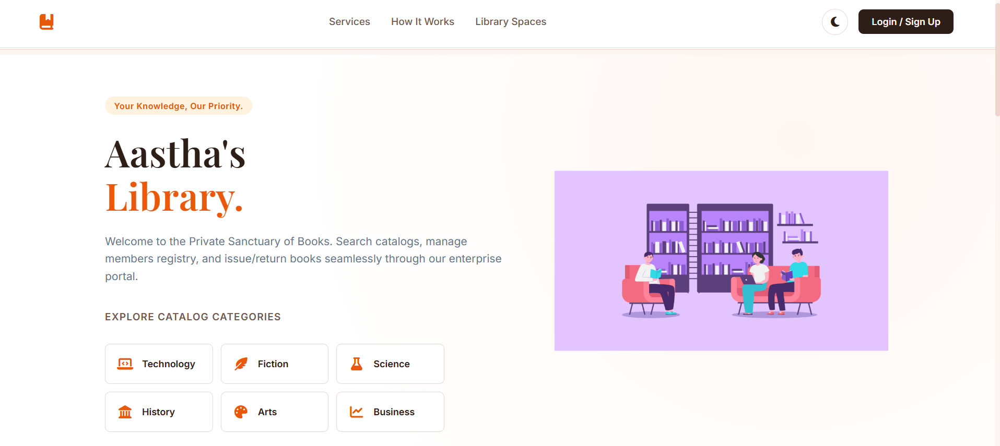 Services
How It Works
Library Spaces
Login / Sign Up
Your Knowledge, Our Priority.
Aastha's
Library.
Welcome to the Private Sanctuary of Books. Search catalogs, manage
members registry, and issue/return books seamlessly through our enterprise
portal.
EXPLORE CATALOG CATEGORIES
Technology
Fiction
Science
History
Arts
Business